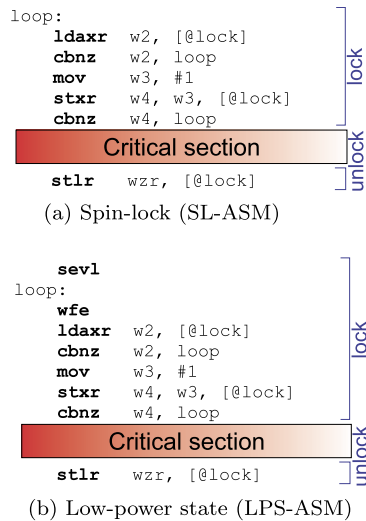 loop:
ldaxr w2, [@lock]
cbnz w2, loop
mov w3, #1
stxr w4, w3, [@lock]
cbnz w4, loop
lock
Critical section
stlr wzr, [@lock]
unlock
(a) Spin-lock (SL-ASM)
sevl
loop:
wfe
ldaxr w2, [@lock]
cbnz w2, loop
mov w3, #1
stxr w4, w3, [@lock]
cbnz w4, loop
lock
Critical section
stlr wzr, [@lock]
unlock
(b) Low-power state (LPS-ASM)